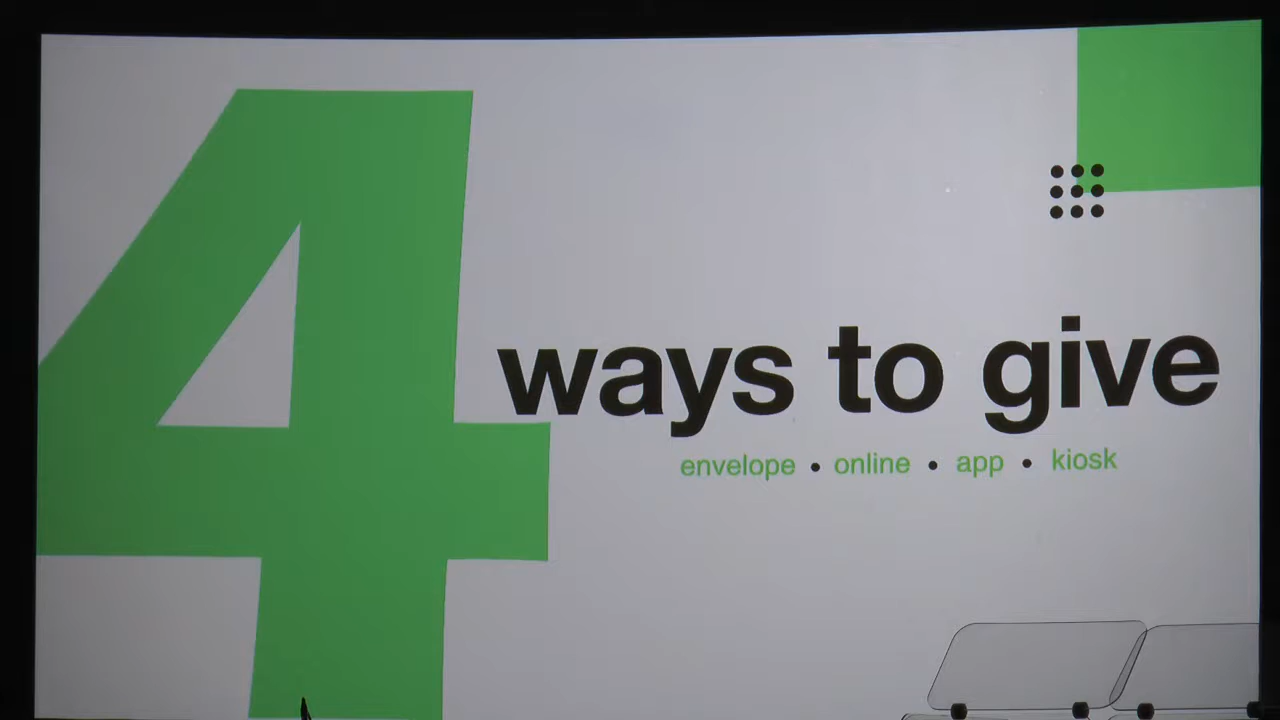 4
ways to give
envelope • online • app • kiosk